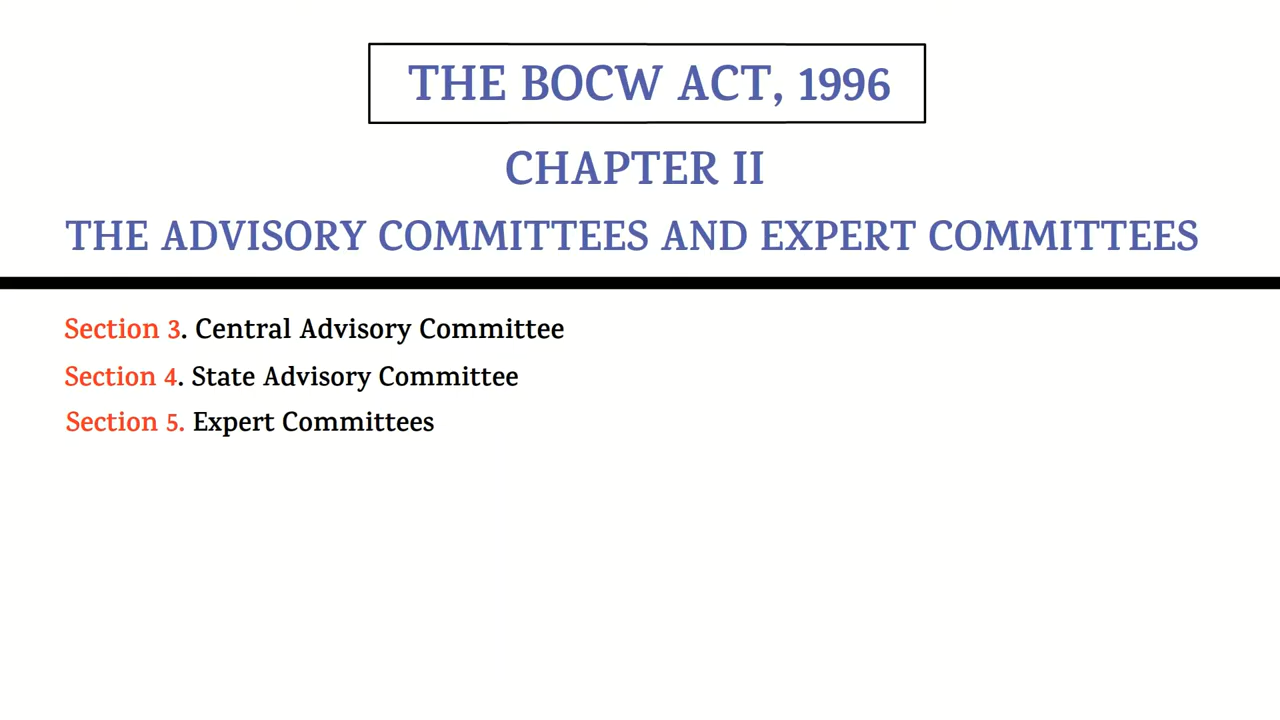 THE BOCW ACT, 1996
CHAPTER II
THE ADVISORY COMMITTEES AND EXPERT COMMITTEES
Section 3. Central Advisory Committee
Section 4. State Advisory Committee
Section 5. Expert Committees